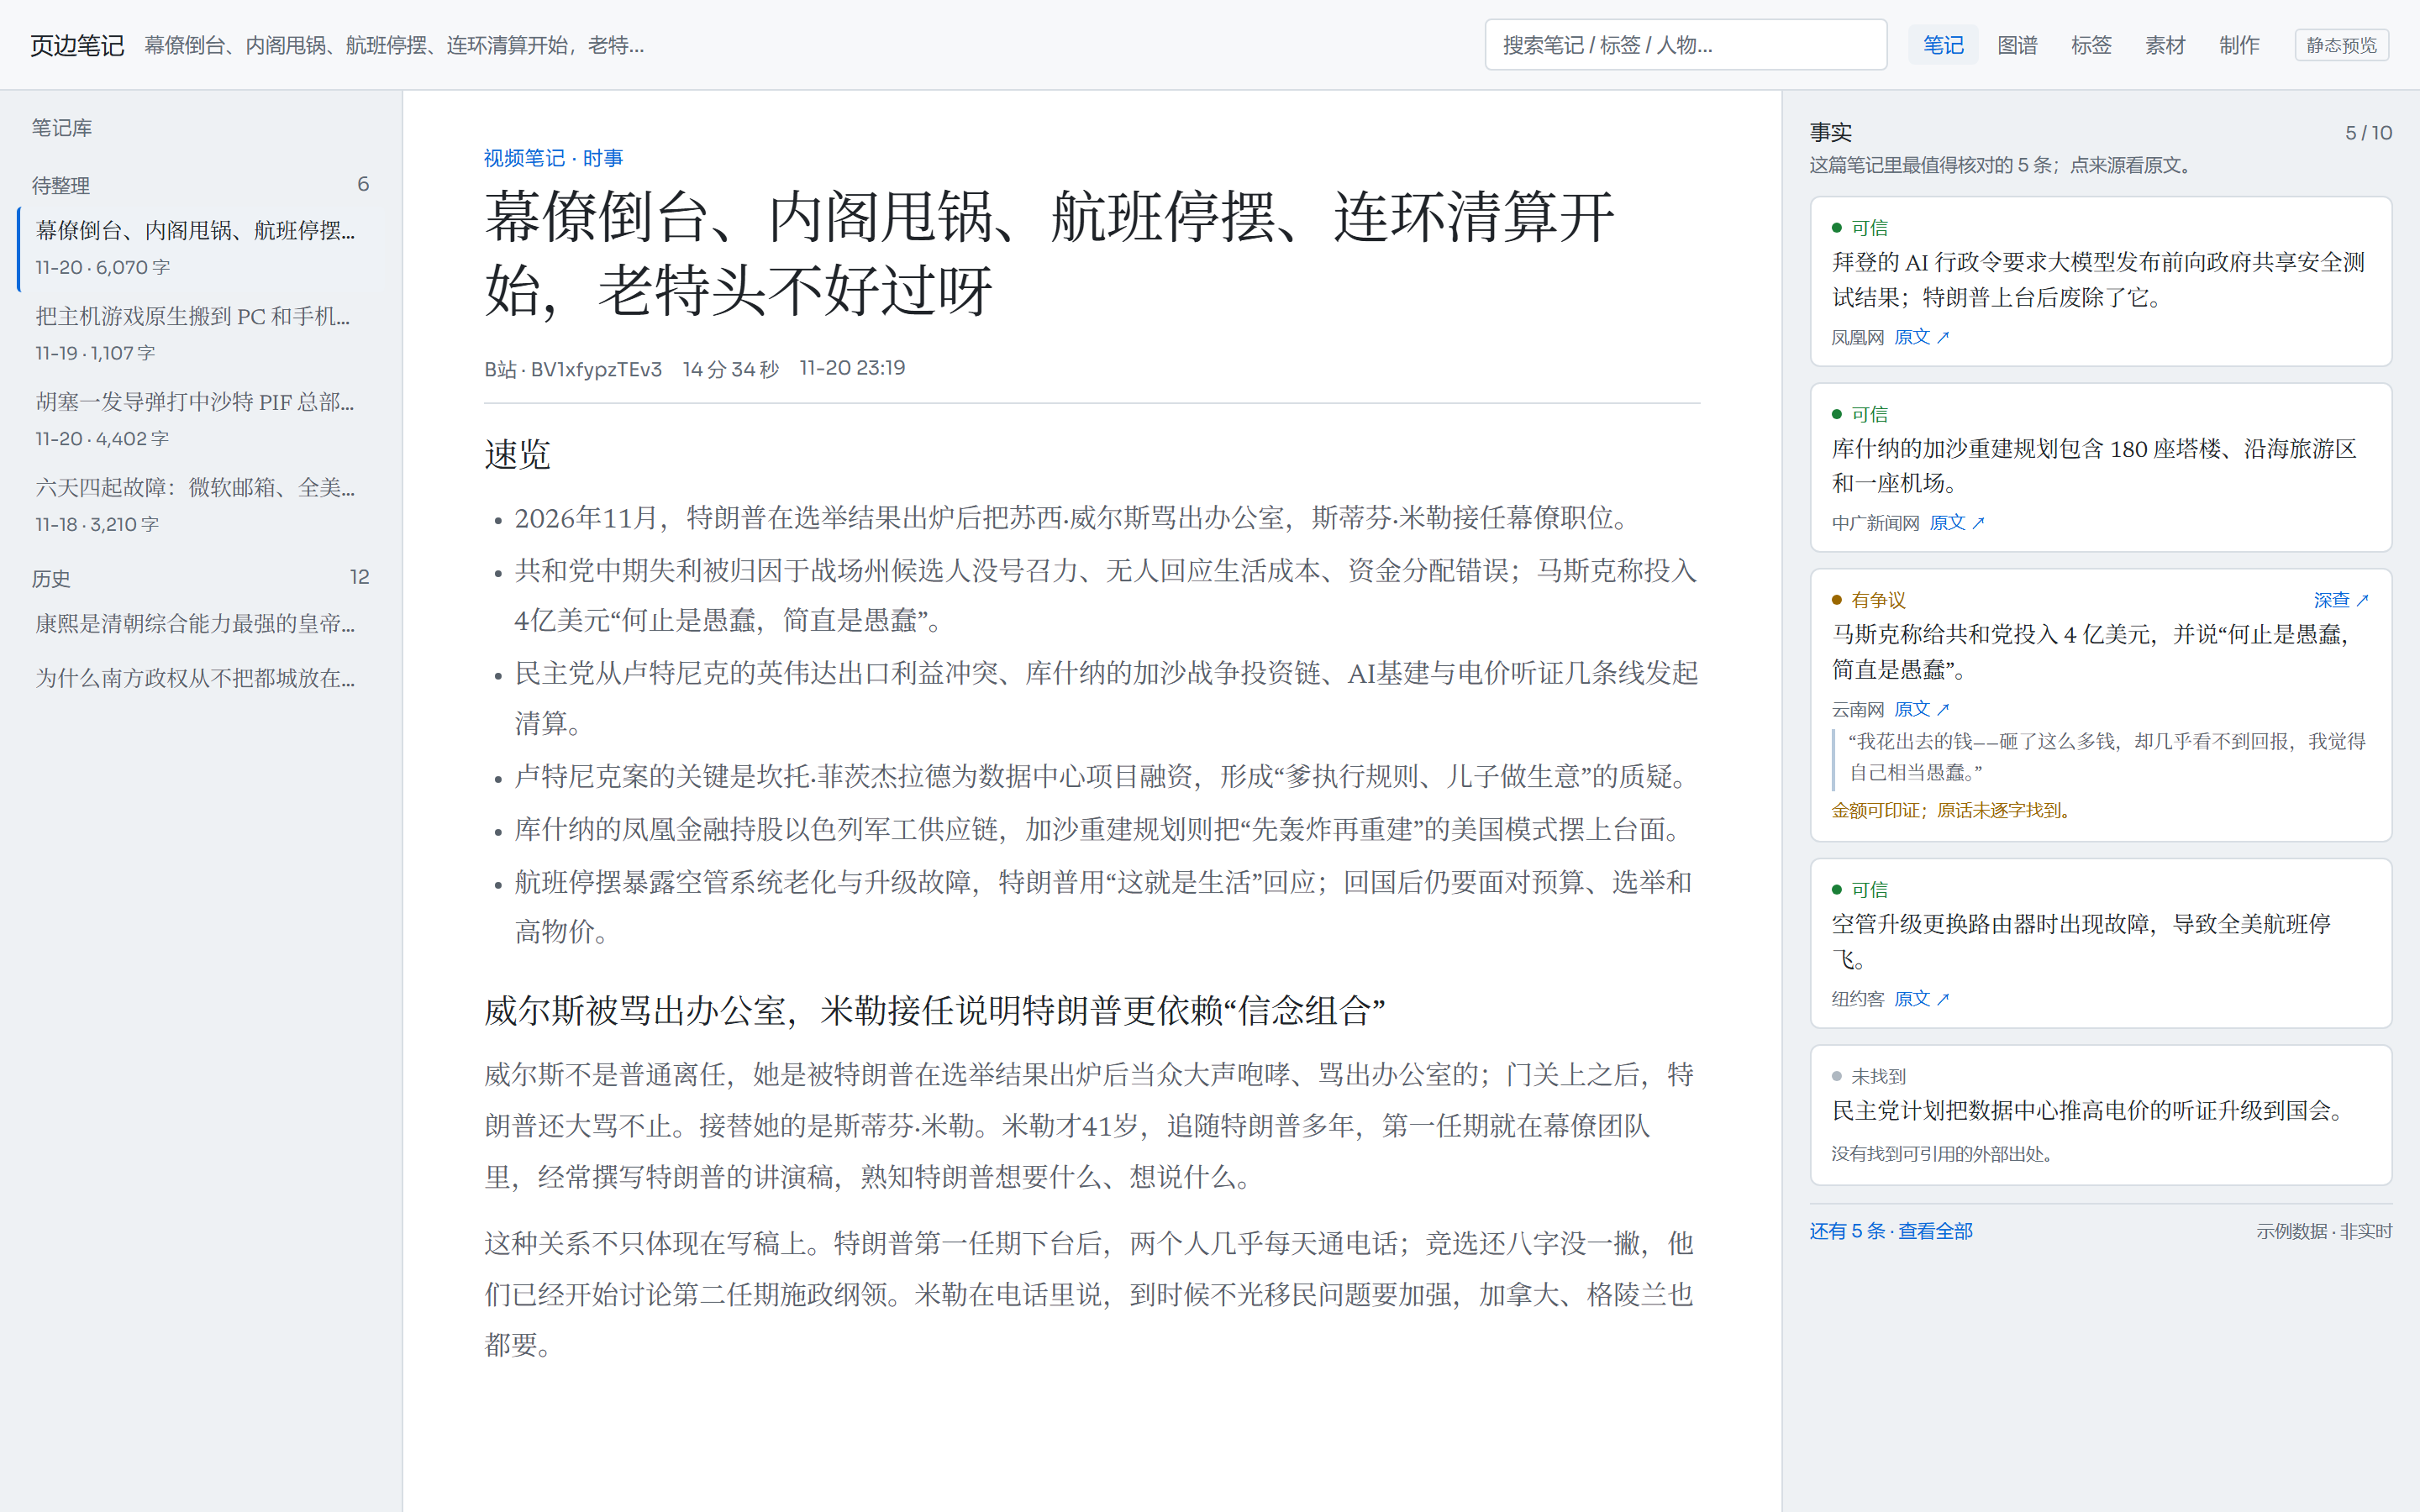 页边笔记 幕僚倒台、内阁甩锅、航班停摆、连环清算开始，老特...
搜索笔记 / 标签 / 人物...
笔记 图谱 标签 素材 制作 静态预览
笔记库
待整理 6
幕僚倒台、内阁甩锅、航班停摆...
11-20 · 6,070 字
把主机游戏原生搬到 PC 和手机...
11-19 · 1,107 字
胡塞一发导弹打中沙特 PIF 总部...
11-20 · 4,402 字
六天四起故障：微软邮箱、全美...
11-18 · 3,210 字
历史 12
康熙是清朝综合能力最强的皇帝...
为什么南方政权从不把都城放在...
视频笔记 · 时事
幕僚倒台、内阁甩锅、航班停摆、连环清算开
始，老特头不好过呀
B站 · BV1xfypzTEv3 14 分 34 秒 11-20 23:19
速览
• 2026年11月，特朗普在选举结果出炉后把苏西·威尔斯骂出办公室，斯蒂芬·米勒接任幕僚职位。
• 共和党中期失利被归因于战场州候选人没号召力、无人回应生活成本、资金分配错误；马斯克称投入
4亿美元“何止是愚蠢，简直是愚蠢”。
• 民主党从卢特尼克的英伟达出口利益冲突、库什纳的加沙战争投资链、AI基建与电价听证几条线发起
清算。
• 卢特尼克案的关键是坎托·菲茨杰拉德为数据中心项目融资，形成“爹执行规则、儿子做生意”的质疑。
• 库什纳的凤凰金融持股以色列军工供应链，加沙重建规划则把“先轰炸再重建”的美国模式摆上台面。
• 航班停摆暴露空管系统老化与升级故障，特朗普用“这就是生活”回应；回国后仍要面对预算、选举和
高物价。
威尔斯被骂出办公室，米勒接任说明特朗普更依赖“信念组合”
威尔斯不是普通离任，她是被特朗普在选举结果出炉后当众大声咆哮、骂出办公室的；门关上之后，特
朗普还大骂不止。接替她的是斯蒂芬·米勒。米勒才41岁，追随特朗普多年，第一任期就在幕僚团队
里，经常撰写特朗普的讲演稿，熟知特朗普想要什么、想说什么。
这种关系不只体现在写稿上。特朗普第一任期下台后，两个人几乎每天通电话；竞选还八字没一撇，他
们已经开始讨论第二任期施政纲领。米勒在电话里说，到时候不光移民问题要加强，加拿大、格陵兰也
都要。
事实 5 / 10
这篇笔记里最值得核对的 5 条；点来源看原文。
可信
拜登的 AI 行政令要求大模型发布前向政府共享安全测
试结果；特朗普上台后废除了它。
凤凰网 原文 ↗
可信
库什纳的加沙重建规划包含 180 座塔楼、沿海旅游区
和一座机场。
中广新闻网 原文 ↗
有争议 深查 ↗
马斯克称给共和党投入 4 亿美元，并说“何止是愚蠢，
简直是愚蠢”。
云南网 原文 ↗
“我花出去的钱——砸了这么多钱，却几乎看不到回报，我觉得
自己相当愚蠢。”
金额可印证；原话未逐字找到。
可信
空管升级更换路由器时出现故障，导致全美航班停
飞。
纽约客 原文 ↗
未找到
民主党计划把数据中心推高电价的听证升级到国会。
没有找到可引用的外部出处。
还有 5 条 · 查看全部 示例数据 · 非实时